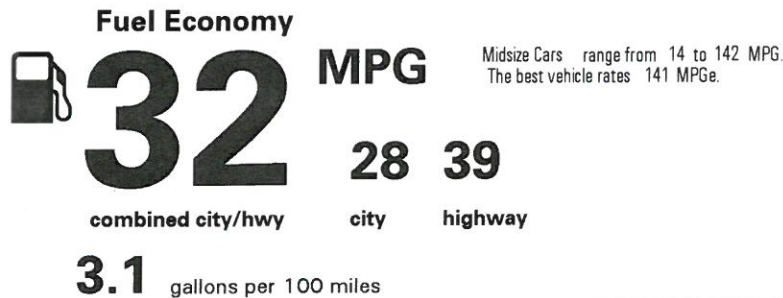 Fuel Economy
32 MPG
Midsize Cars range from 14 to 142 MPG.
The best vehicle rates 141 MPGe.
28 39
combined city/hwy city highway
3.1 gallons per 100 miles